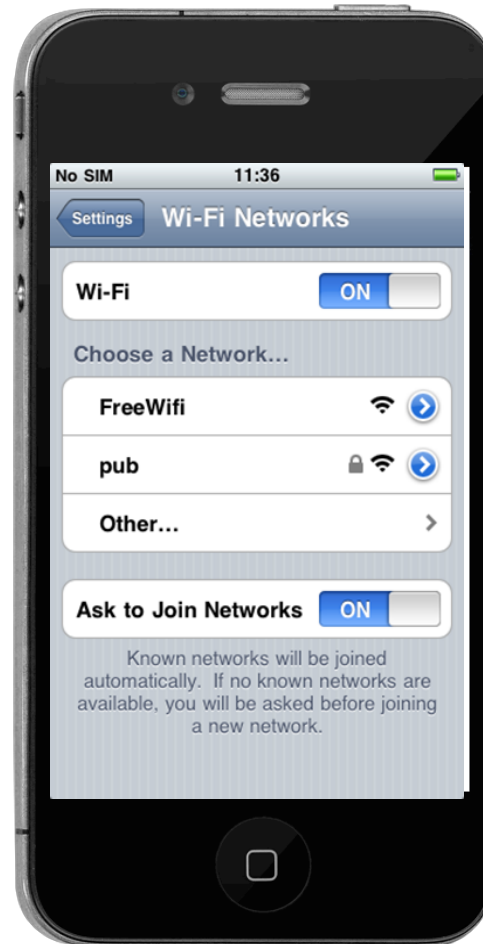 No SIM 11:36
Settings Wi-Fi Networks
Wi-Fi ON
Choose a Network...
FreeWifi
pub
Other...
Ask to Join Networks ON
Known networks will be joined
automatically. If no known networks are
available, you will be asked before joining
a new network.